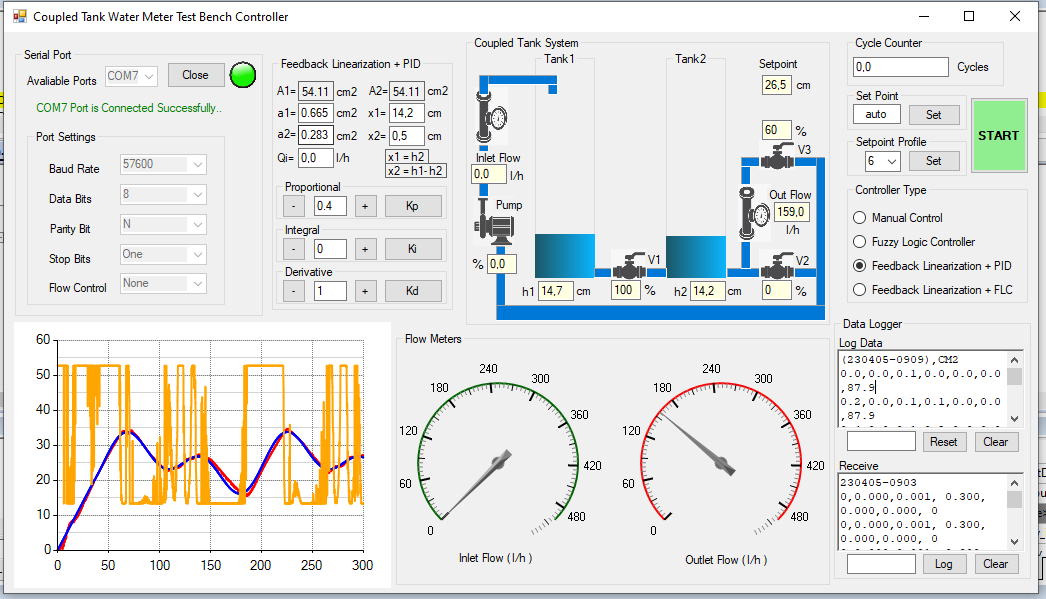 Coupled Tank Water Meter Test Bench Controller
Serial Port
Avaliable Ports
COM7
Close
COM7 Port is Connected Successfully..
Port Settings
Baud Rate
57600
Data Bits
8
Parity Bit
N
Stop Bits
One
Flow Control
None
Feedback Linearization + PID
A1= 54.11 cm2 A2= 54.11 cm2
a1= 0.665 cm2 x1= 14,2 cm
a2= 0.283 cm2 x2= 0,5 cm
Qi= 0,0 l/h
x1 = h2
x2 = h1- h2
Proportional
- 0.4 + Kp
Integral
- 0 + Ki
Derivative
- 1 + Kd
Coupled Tank System
Tank1
Tank2
Setpoint
26,5 cm
60 %
V3
Inlet Flow
0,0 l/h
Out Flow
159,0
l/h
Pump
% 0,0
V1
V2
h1 14,7 cm
100 %
h2 14,2 cm
0 %
Cycle Counter
0,0 Cycles
Set Point
auto Set
START
Setpoint Profile
6 Set
Controller Type
Manual Control
Fuzzy Logic Controller
Feedback Linearization + PID
Feedback Linearization + FLC
60
50
40
30
20
10
0
0 50 100 150 200 250 300
Flow Meters
0
60
120
180
240
300
360
420
480
Inlet Flow ( l/h )
0
60
120
180
240
300
360
420
480
Outlet Flow ( l/h )
Data Logger
Log Data
(230405-0909),CM2
0.0,0.0,0.1,0.0,0.0,0.0
,87.9
0.2,0.0,0.1,0.1,0.0,0.0
,87.9
Reset Clear
Receive
230405-0903
0,0.000,0.001, 0.300,
0.000,0.000, 0
0,0.000,0.001, 0.300,
0.000,0.000, 0
Log Clear